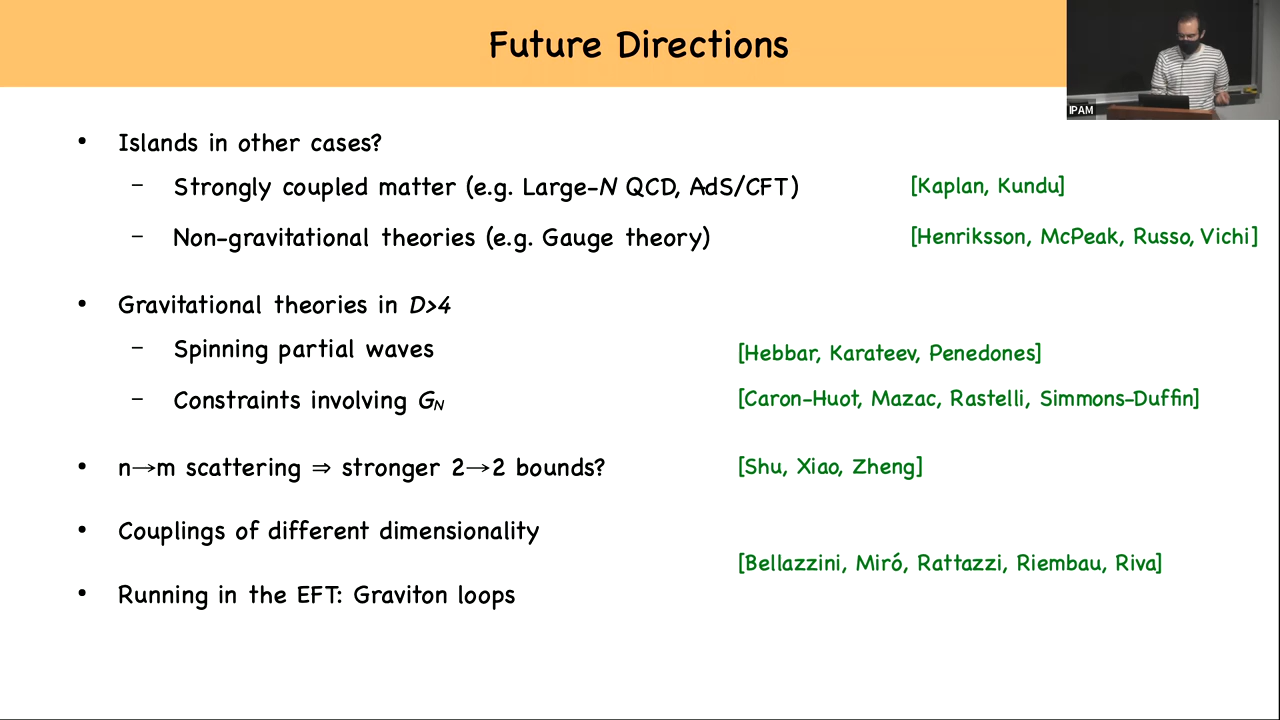 Future Directions
IPAM
• Islands in other cases?
– Strongly coupled matter (e.g. Large-N QCD, AdS/CFT) [Kaplan, Kundu]
– Non-gravitational theories (e.g. Gauge theory) [Henriksson, McPeak, Russo, Vichi]
• Gravitational theories in D>4
– Spinning partial waves [Hebbar, Karateev, Penedones]
– Constraints involving GN [Caron-Huot, Mazac, Rastelli, Simmons-Duffin]
• n→m scattering ⇒ stronger 2→2 bounds? [Shu, Xiao, Zheng]
• Couplings of different dimensionality
[Bellazzini, Miró, Rattazzi, Riembau, Riva]
• Running in the EFT: Graviton loops